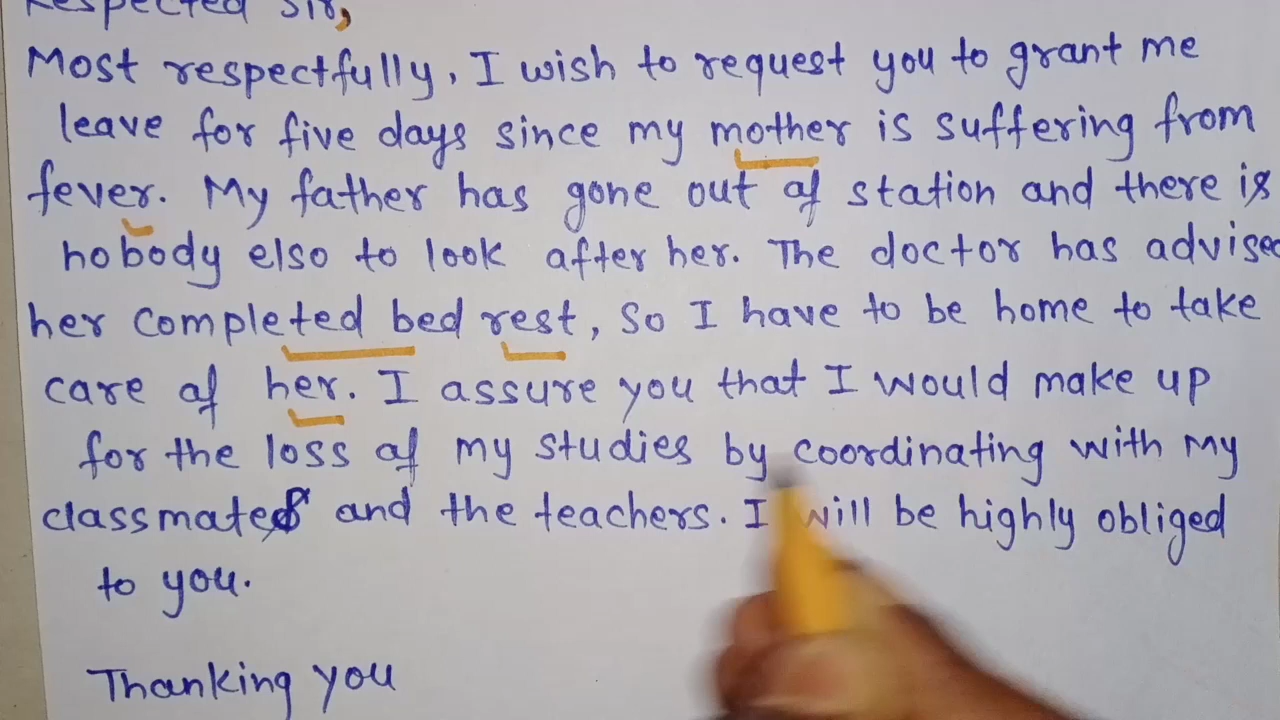 Respected Sir,
Most respectfully, I wish to request you to grant me
leave for five days since my mother is suffering from
fever. My father has gone out of station and there is
nobody elso to look after her. The doctor has advised
her completed bed rest, so I have to be home to take
care of her. I assure you that I would make up
for the loss of my studies by coordinating with my
classmates and the teachers. I will be highly obliged
to you.
Thanking you